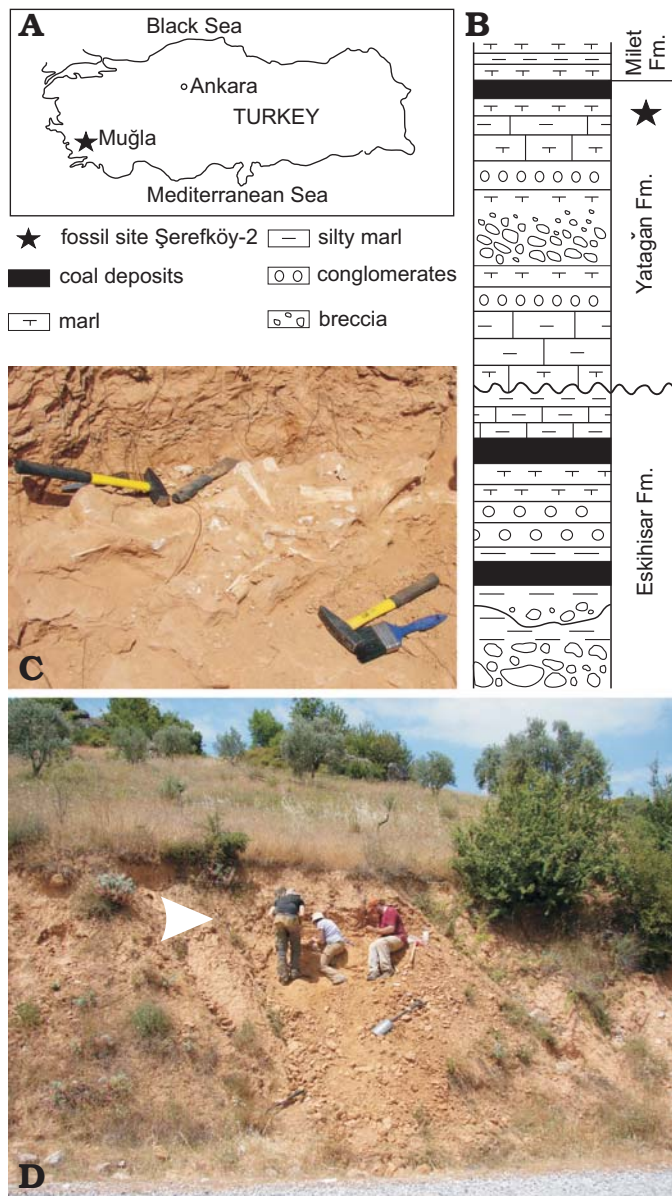 A
Black Sea
Ankara
TURKEY
Muğla
Mediterranean Sea
fossil site Şerefköy-2
silty marl
coal deposits
conglomerates
marl
breccia
B
Milet
Fm.
Yatağan Fm.
Eskihisar Fm.
C
D